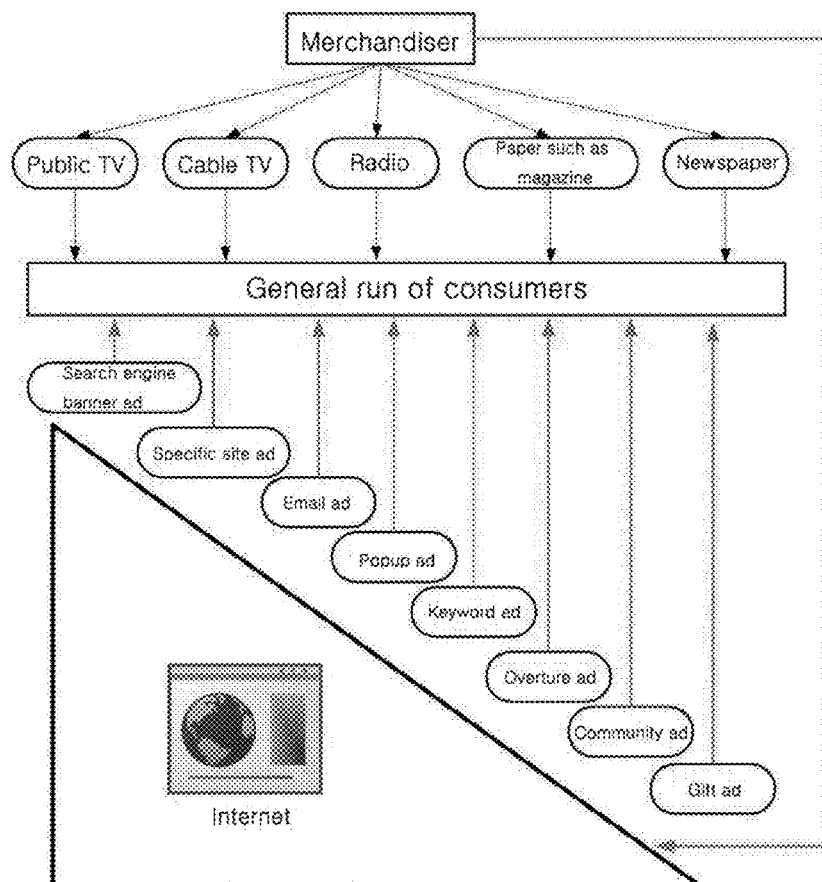 Merchandiser
Public TV
Cable TV
Radio
Paper such as
magazine
Newspaper
General run of consumers
Search engine
banner ad
Specific site ad
Email ad
Popup ad
Keyword ad
Overture ad
Community ad
Gift ad
Internet